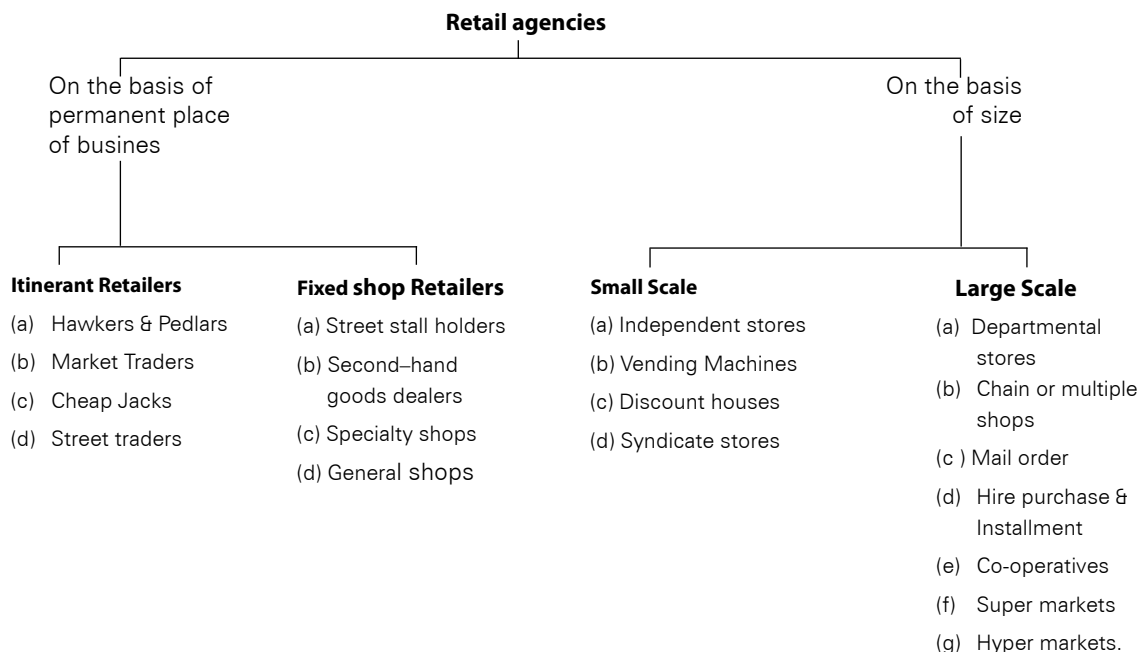 Retail agencies
On the basis of
permanent place
of busines
On the basis
of size
Itinerant Retailers
(a) Hawkers & Pedlars
(b) Market Traders
(c) Cheap Jacks
(d) Street traders
Fixed shop Retailers
(a) Street stall holders
(b) Second–hand
goods dealers
(c) Specialty shops
(d) General shops
Small Scale
(a) Independent stores
(b) Vending Machines
(c) Discount houses
(d) Syndicate stores
Large Scale
(a) Departmental
stores
(b) Chain or multiple
shops
(c ) Mail order
(d) Hire purchase &
Installment
(e) Co-operatives
(f) Super markets
(g) Hyper markets.